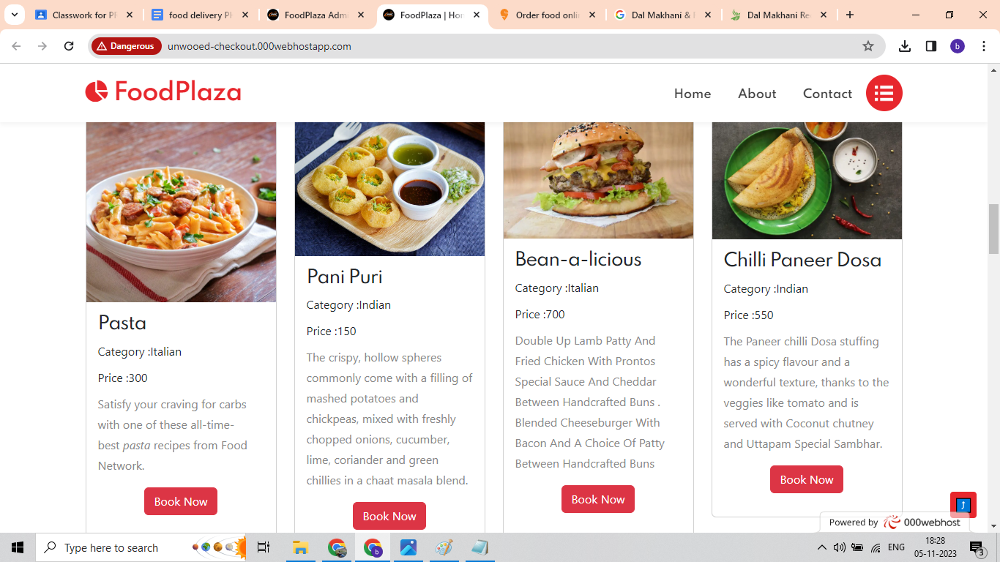 Classwork for PF
food delivery PH
FoodPlaza Adm
FoodPlaza | Hom
Order food onlin
Dal Makhani &
Dal Makhani Re
Dangerous
unwooed-checkout.000webhostapp.com
b
FoodPlaza
Home
About
Contact
Pasta
Category :Italian
Price :300
Satisfy your craving for carbs
with one of these all-time-
best pasta recipes from Food
Network.
Book Now
Pani Puri
Category :Indian
Price :150
The crispy, hollow spheres
commonly come with a filling of
mashed potatoes and
chickpeas, mixed with freshly
chopped onions, cucumber,
lime, coriander and green
chillies in a chaat masala blend.
Book Now
Bean-a-licious
Category :Italian
Price :700
Double Up Lamb Patty And
Fried Chicken With Prontos
Special Sauce And Cheddar
Between Handcrafted Buns .
Blended Cheeseburger With
Bacon And A Choice Of Patty
Between Handcrafted Buns
Book Now
Chilli Paneer Dosa
Category :Indian
Price :550
The Paneer chilli Dosa stuffing
has a spicy flavour and a
wonderful texture, thanks to the
veggies like tomato and is
served with Coconut chutney
and Uttapam Special Sambhar.
Book Now
Powered by 000webhost
Type here to search
b
ENG
18:28
05-11-2023
3